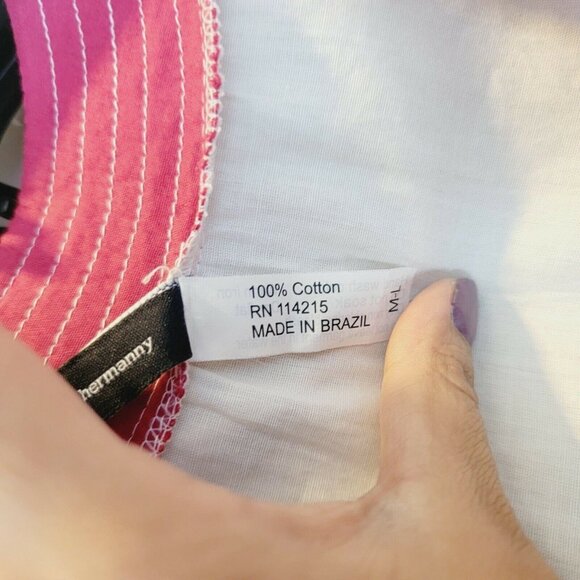 100% Cotton
RN 114215
MADE IN BRAZIL
M-L
hermanny